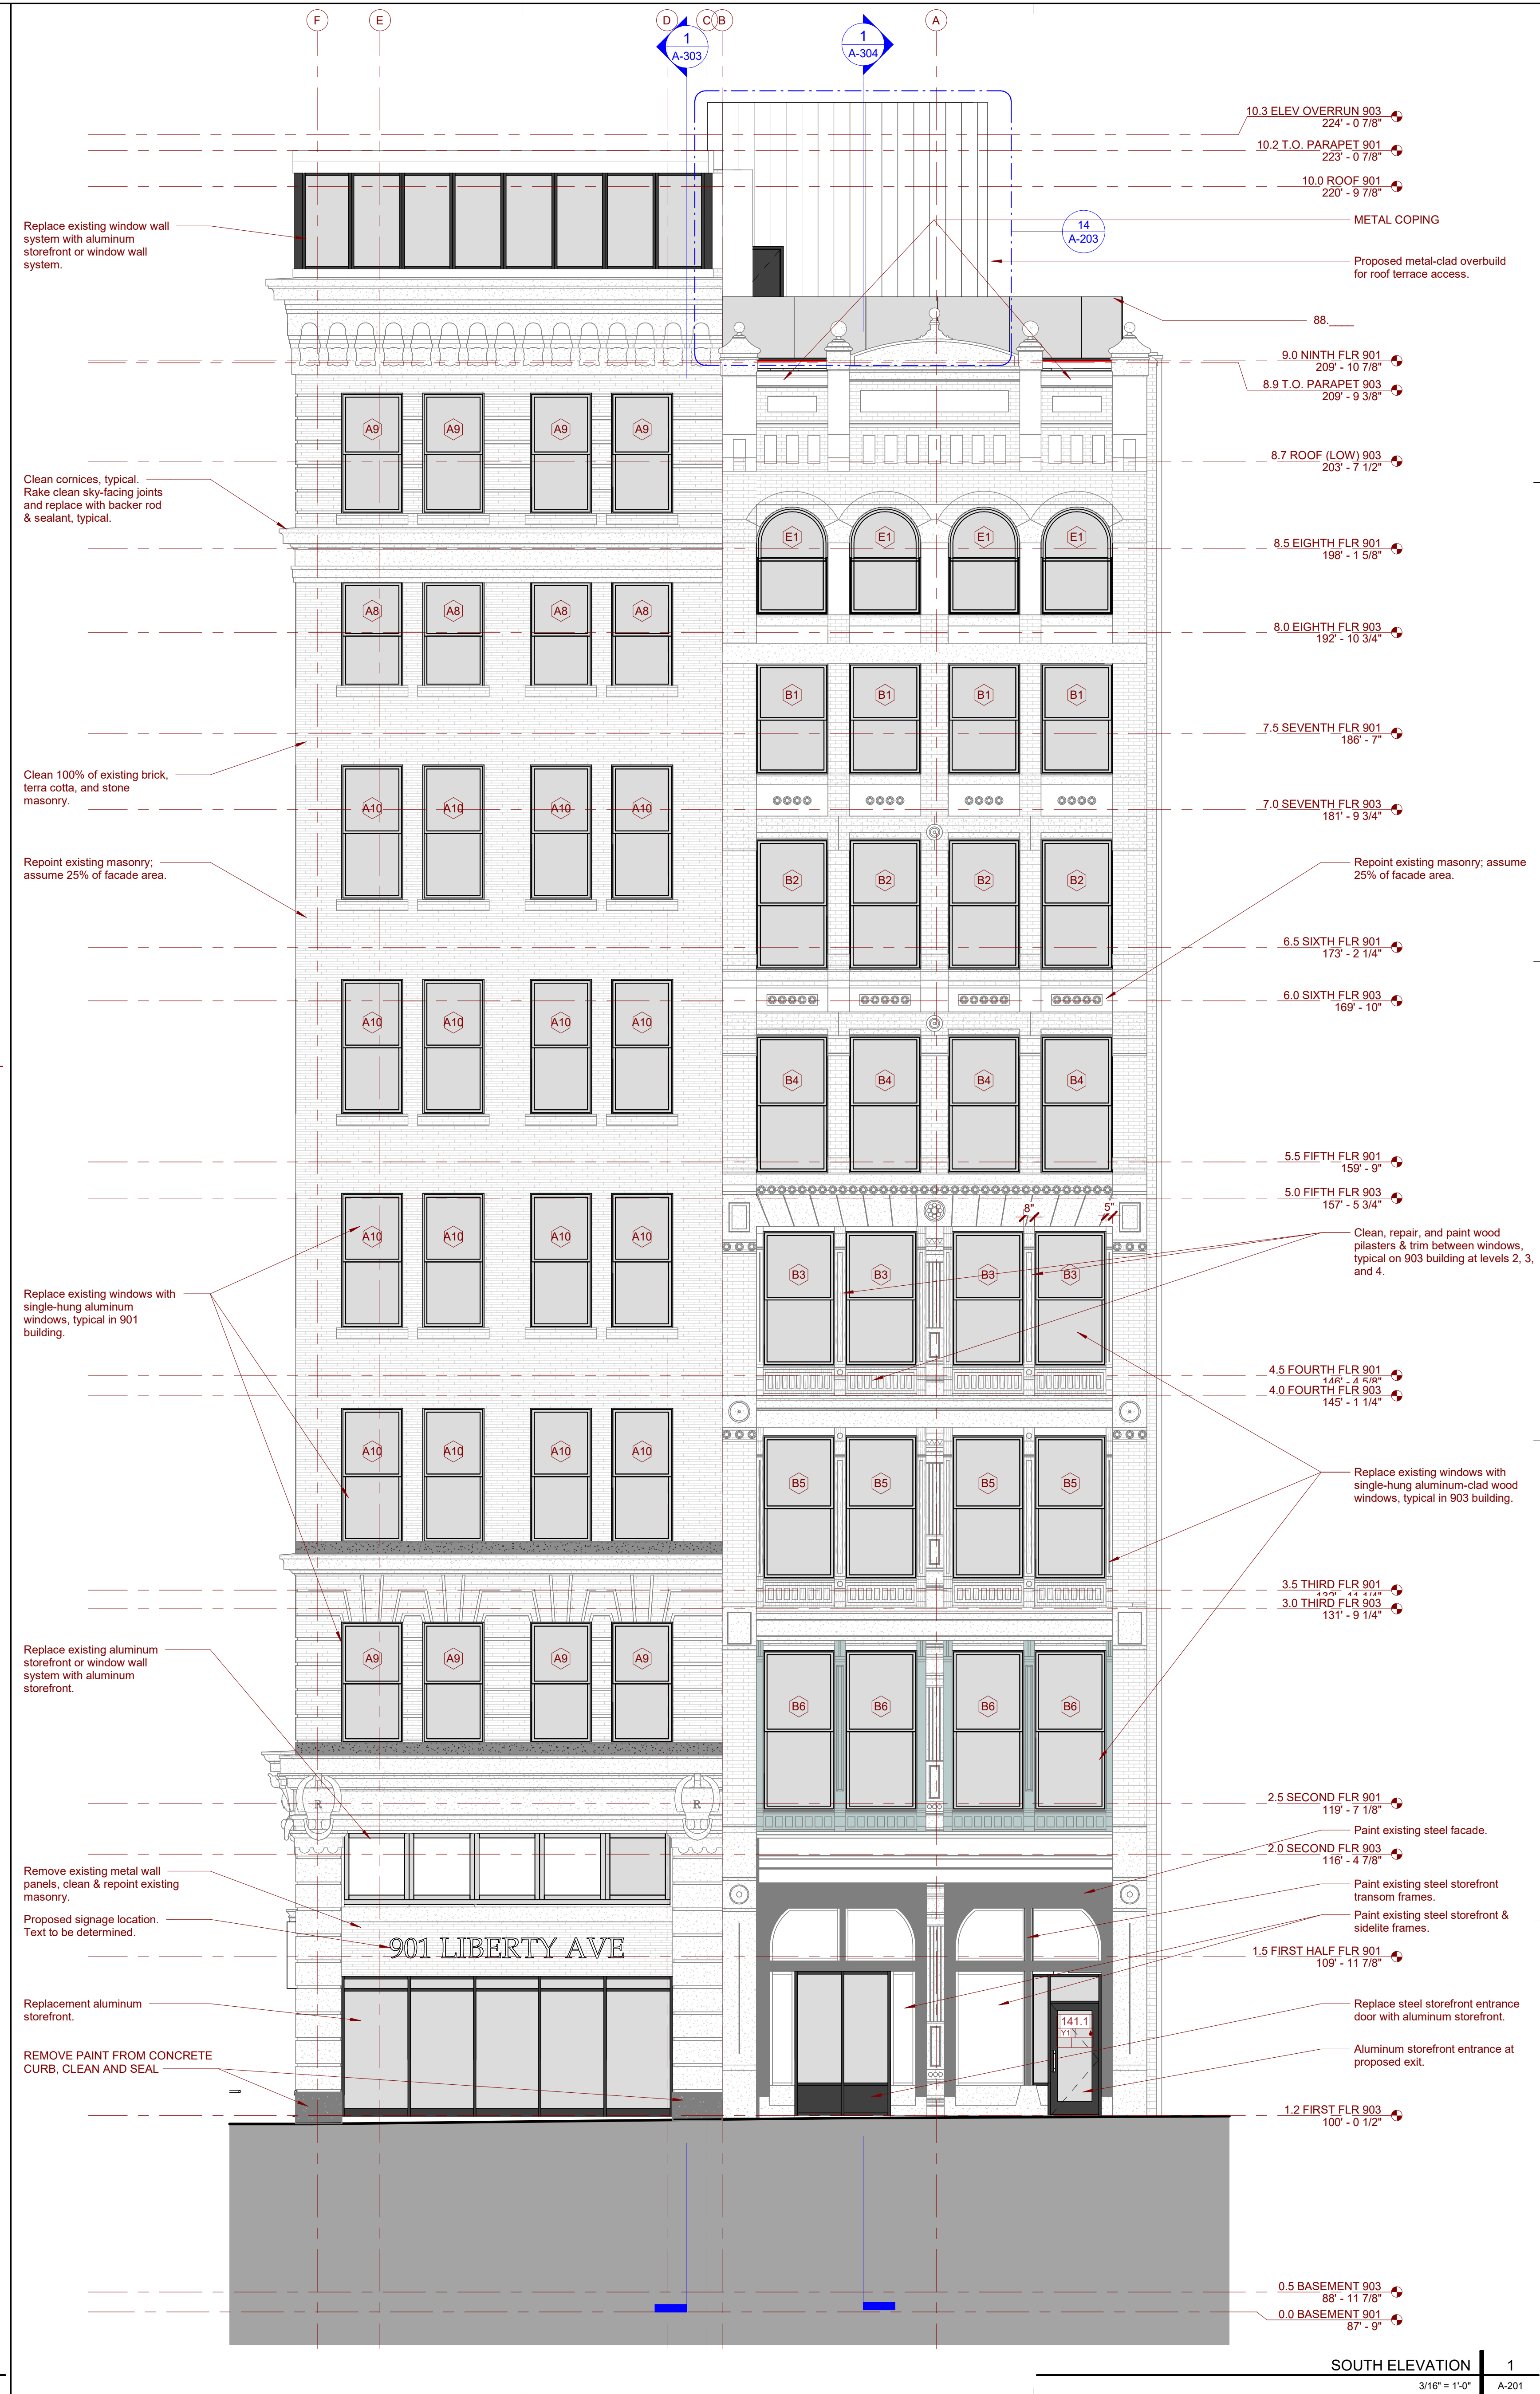 F E D C B A
1
A-303
1
A-304
10.3 ELEV OVERRUN 903
224' - 0 7/8"
10.2 T.O. PARAPET 901
223' - 0 7/8"
10.0 ROOF 901
220' - 9 7/8"
METAL COPING
14
A-203
Replace existing window wall
system with aluminum
storefront or window wall
system.
Proposed metal-clad overbuild
for roof terrace access.
88.____
9.0 NINTH FLR 901
209' - 10 7/8"
8.9 T.O. PARAPET 903
209' - 9 3/8"
A9 A9 A9 A9
8.7 ROOF (LOW) 903
203' - 7 1/2"
Clean cornices, typical.
Rake clean sky-facing joints
and replace with backer rod
& sealant, typical.
E1 E1 E1 E1
8.5 EIGHTH FLR 901
198' - 1 5/8"
A8 A8 A8 A8
8.0 EIGHTH FLR 903
192' - 10 3/4"
B1 B1 B1 B1
7.5 SEVENTH FLR 901
186' - 7"
Clean 100% of existing brick,
terra cotta, and stone
masonry.
A10 A10 A10 A10
7.0 SEVENTH FLR 903
181' - 9 3/4"
Repoint existing masonry;
assume 25% of facade area.
B2 B2 B2 B2
Repoint existing masonry; assume
25% of facade area.
6.5 SIXTH FLR 901
173' - 2 1/4"
6.0 SIXTH FLR 903
169' - 10"
A10 A10 A10 A10
B4 B4 B4 B4
5.5 FIFTH FLR 901
159' - 9"
5.0 FIFTH FLR 903
157' - 5 3/4"
8" 5"
A10 A10 A10 A10
Clean, repair, and paint wood
pilasters & trim between windows,
typical on 903 building at levels 2, 3,
and 4.
B3 B3 B3 B3
Replace existing windows with
single-hung aluminum
windows, typical in 901
building.
4.5 FOURTH FLR 901
146' - 4 5/8"
4.0 FOURTH FLR 903
145' - 1 1/4"
A10 A10 A10 A10
B5 B5 B5 B5
Replace existing windows with
single-hung aluminum-clad wood
windows, typical in 903 building.
3.5 THIRD FLR 901
132' - 11 1/4"
3.0 THIRD FLR 903
131' - 9 1/4"
Replace existing aluminum
storefront or window wall
system with aluminum
storefront.
A9 A9 A9 A9
B6 B6 B6 B6
2.5 SECOND FLR 901
119' - 7 1/8"
R R
Paint existing steel facade.
2.0 SECOND FLR 903
116' - 4 7/8"
Remove existing metal wall
panels, clean & repoint existing
masonry.
Paint existing steel storefront
transom frames.
Proposed signage location.
Text to be determined.
Paint existing steel storefront &
sidelite frames.
901 LIBERTY AVE
1.5 FIRST HALF FLR 901
109' - 11 7/8"
Replacement aluminum
storefront.
Replace steel storefront entrance
door with aluminum storefront.
141.1
Y1
REMOVE PAINT FROM CONCRETE
CURB, CLEAN AND SEAL
Aluminum storefront entrance at
proposed exit.
1.2 FIRST FLR 903
100' - 0 1/2"
0.5 BASEMENT 903
88' - 11 7/8"
0.0 BASEMENT 901
87' - 9"
SOUTH ELEVATION 1
3/16" = 1'-0" A-201